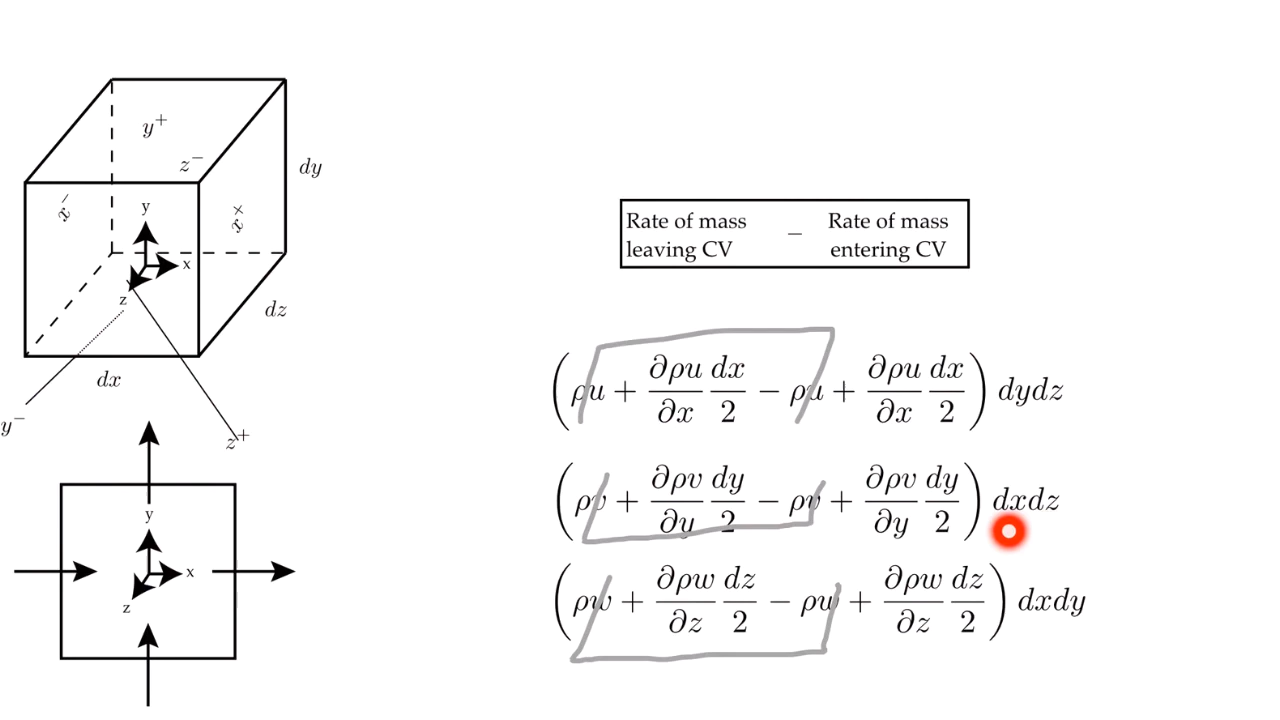 y⁺
z⁻
dy
x⁻
x⁺
y
x
z
dz
dx
y⁻
z⁺
y
x
z
Rate of mass leaving CV − Rate of mass entering CV
(ρu + ∂ρu/∂x dx/2 − ρu + ∂ρu/∂x dx/2) dydz
(ρv + ∂ρv/∂y dy/2 − ρv + ∂ρv/∂y dy/2) dxdz
(ρw + ∂ρw/∂z dz/2 − ρw + ∂ρw/∂z dz/2) dxdy